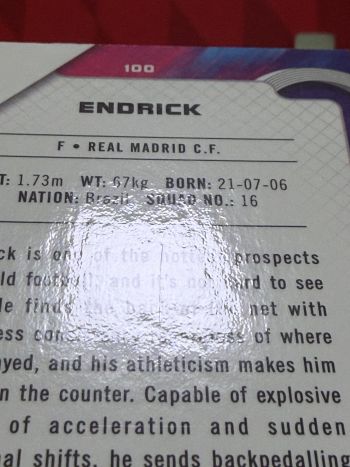 100
ENDRICK
F • REAL MADRID C.F.
T: 1.73m WT: 67kg BORN: 21-07-06
NATION: Brazil SQUAD NO.: 16
ck is one of the hottest prospects
ld football, and it's not hard to see
le finds the back of the net with
ess of where
ayed, and his athleticism makes him
n the counter. Capable of explosive
of acceleration and sudden
nal shifts, he sends backpedalling